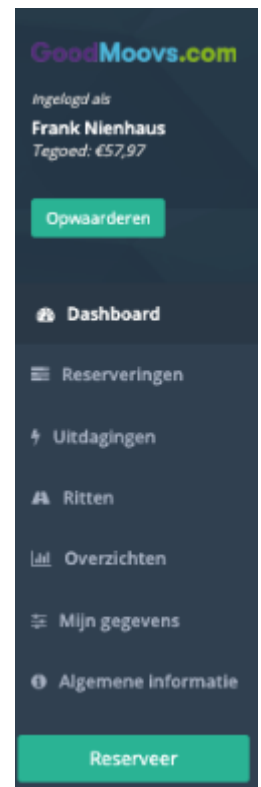 GoodMoovs.com
Ingelogd als
Frank Nienhaus
Tegoed: €57,97
Opwaarderen
Dashboard
Reserveringen
Uitdagingen
Ritten
Overzichten
Mijn gegevens
Algemene informatie
Reserveer